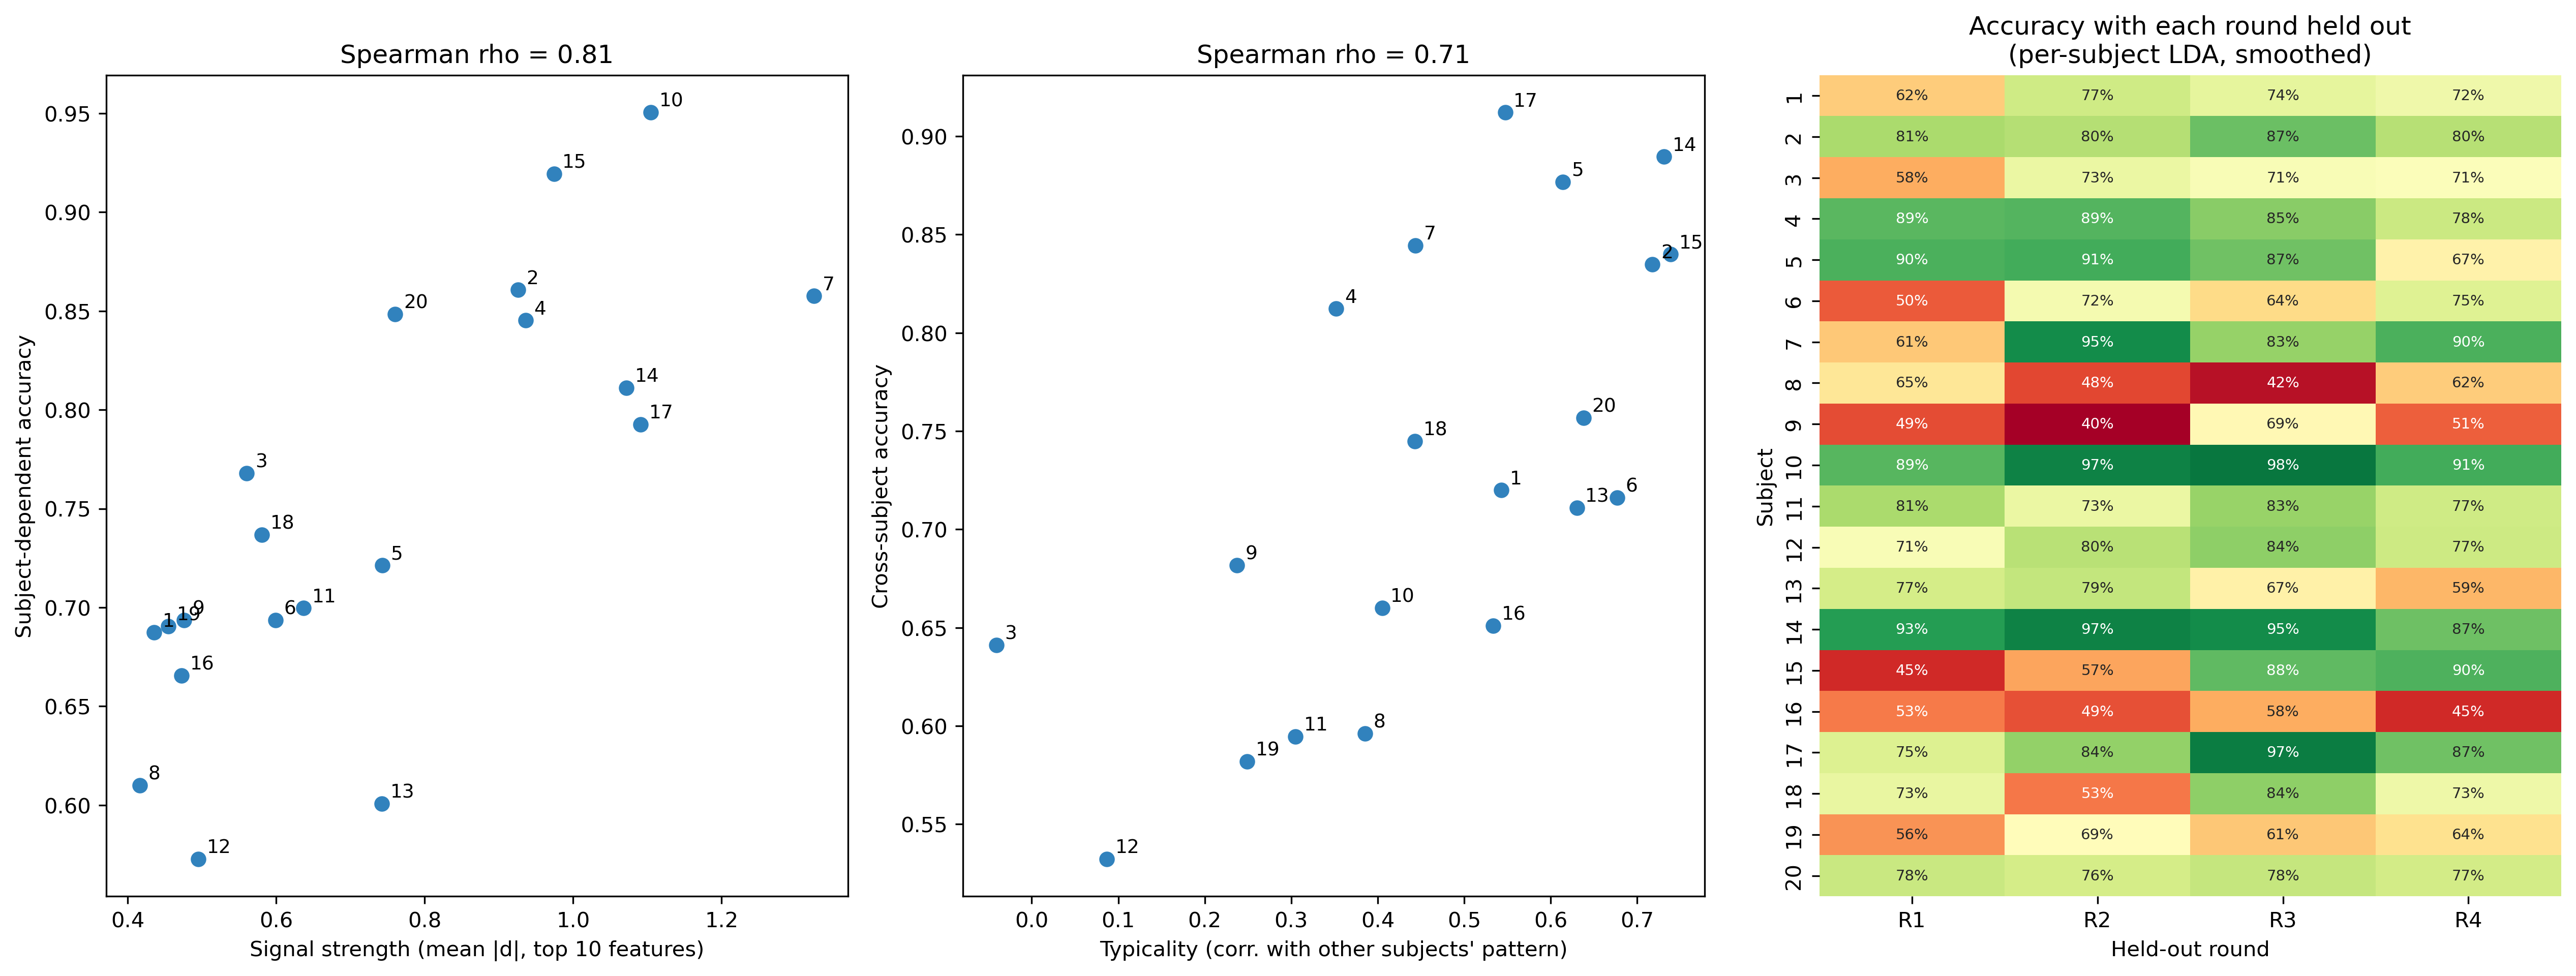 Spearman rho = 0.81
0.95
0.90
0.85
0.80
0.75
0.70
0.65
0.60
Subject-dependent accuracy
10
15
2
7
20
4
14
17
3
18
5
11
6
9
19
1
16
8
13
12
0.4 0.6 0.8 1.0 1.2
Signal strength (mean |d|, top 10 features)
Spearman rho = 0.71
0.90
0.85
0.80
0.75
0.70
0.65
0.60
0.55
Cross-subject accuracy
17
14
5
7
15
2
4
20
18
1
6
13
9
10
16
3
11
8
19
12
0.0 0.1 0.2 0.3 0.4 0.5 0.6 0.7
Typicality (corr. with other subjects' pattern)
Accuracy with each round held out
(per-subject LDA, smoothed)
Subject
1 62% 77% 74% 72%
2 81% 80% 87% 80%
3 58% 73% 71% 71%
4 89% 89% 85% 78%
5 90% 91% 87% 67%
6 50% 72% 64% 75%
7 61% 95% 83% 90%
8 65% 48% 42% 62%
9 49% 40% 69% 51%
10 89% 97% 98% 91%
11 81% 73% 83% 77%
12 71% 80% 84% 77%
13 77% 79% 67% 59%
14 93% 97% 95% 87%
15 45% 57% 88% 90%
16 53% 49% 58% 45%
17 75% 84% 97% 87%
18 73% 53% 84% 73%
19 56% 69% 61% 64%
20 78% 76% 78% 77%
R1 R2 R3 R4
Held-out round